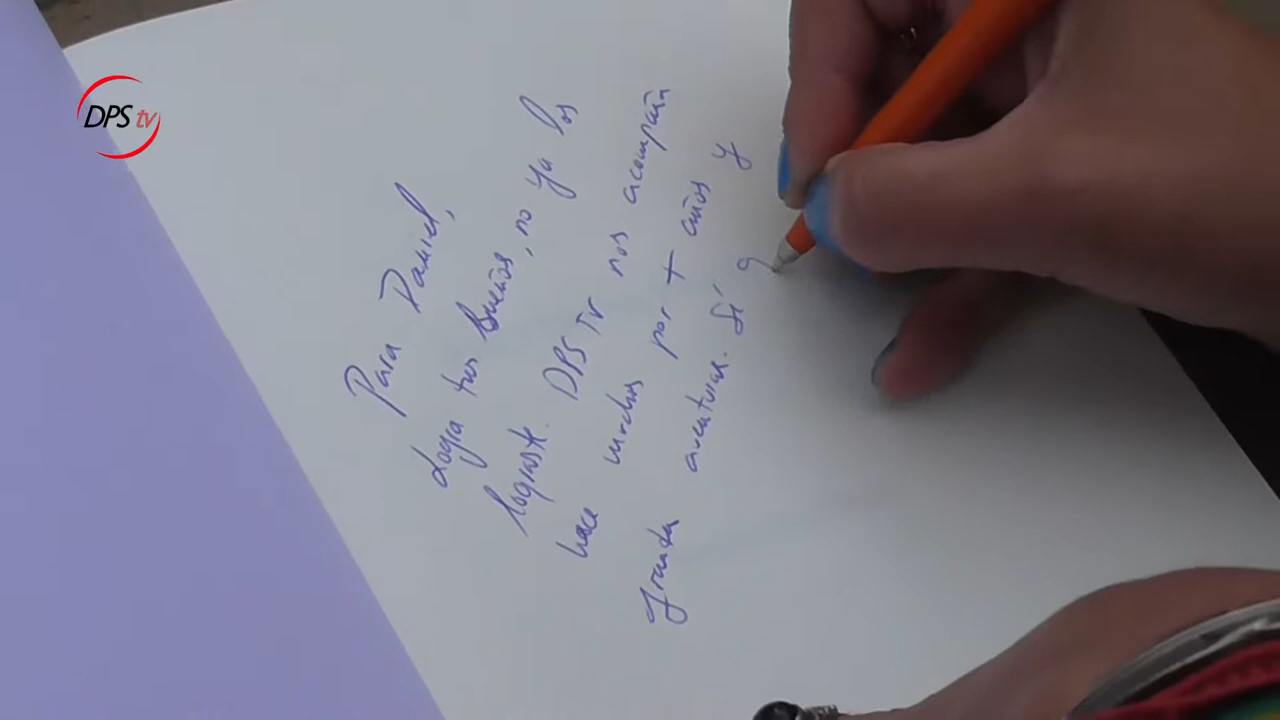 DPS tv
Para Daniel,
Logra tus sueños, no ya los
lograste. DPS TV nos acompaña
hace muchos por + años y
grandes aventuras. Sí